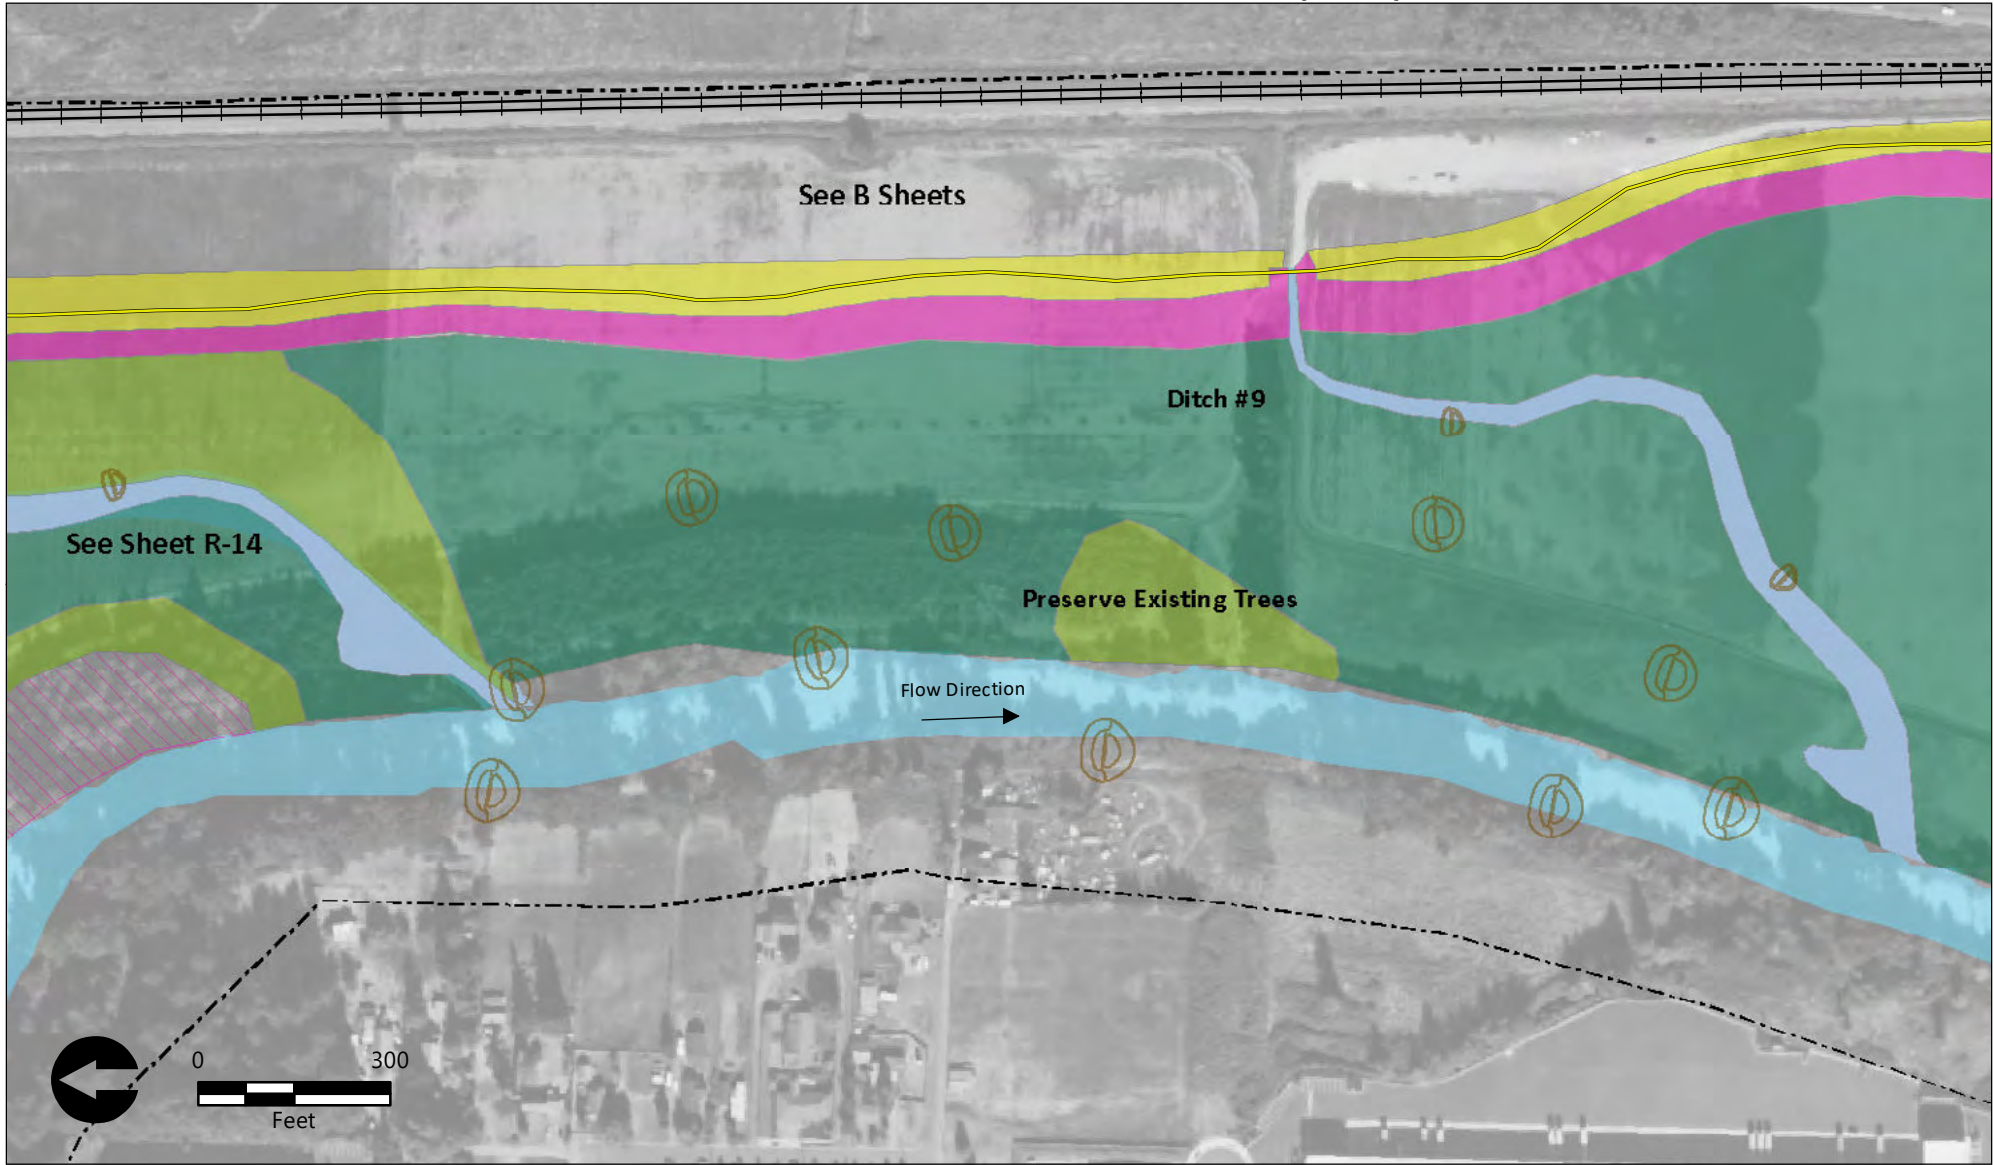 See B Sheets
Ditch #9
See Sheet R-14
Preserve Existing Trees
Flow Direction
0 300
Feet